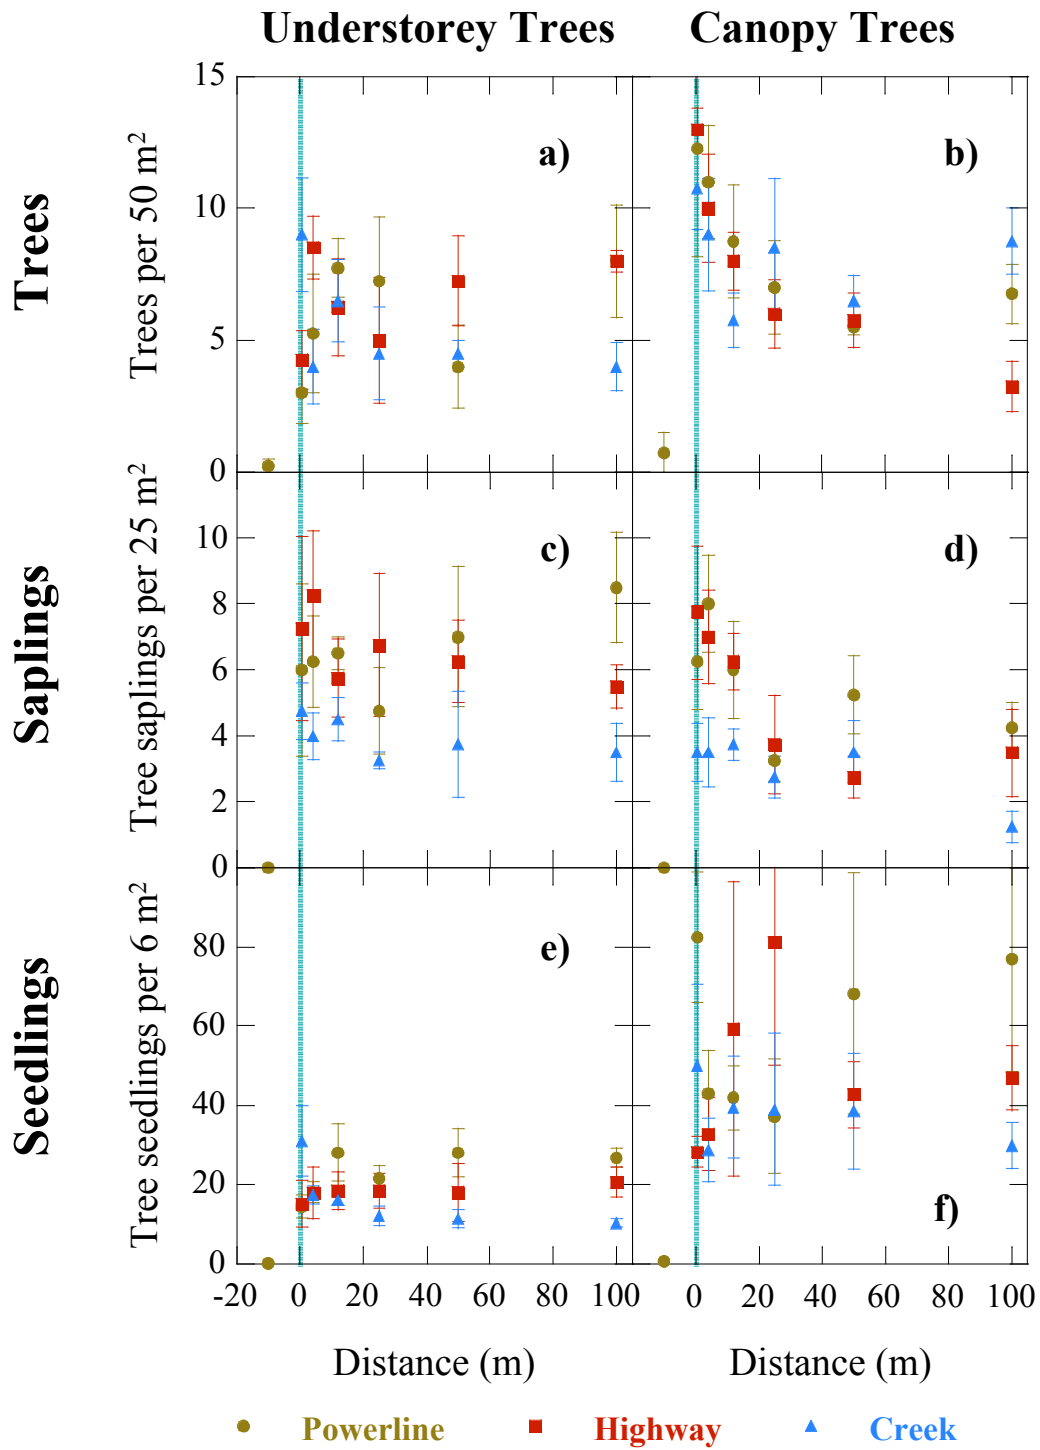 Understorey Trees Canopy Trees
Trees
Trees per 50 m²
15
10
5
0
a)
b)
Saplings
Tree saplings per 25 m²
10
8
6
4
2
0
c)
d)
Seedlings
Tree seedlings per 6 m²
80
60
40
20
0
e)
f)
-20 0 20 40 60 80 100 0 20 40 60 80 100
Distance (m) Distance (m)
Powerline Highway Creek